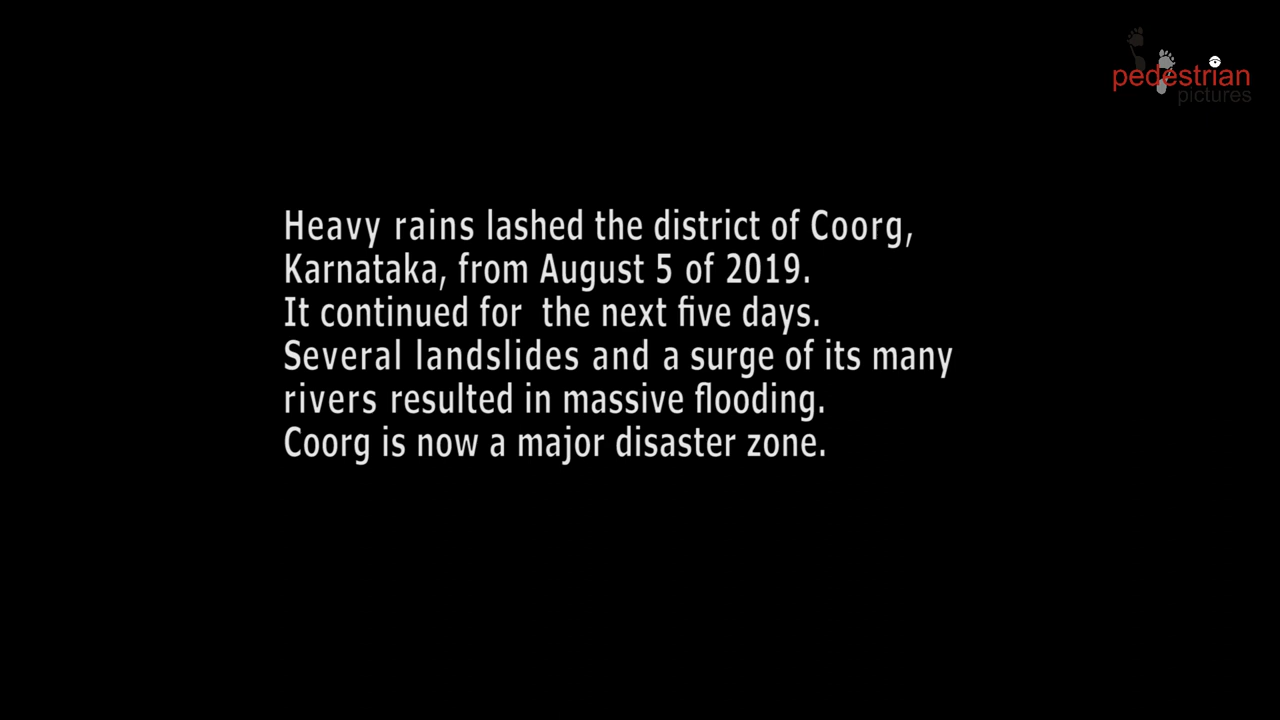 pedestrian
pictures
Heavy rains lashed the district of Coorg,
Karnataka, from August 5 of 2019.
It continued for  the next five days.
Several landslides and a surge of its many
rivers resulted in massive flooding.
Coorg is now a major disaster zone.